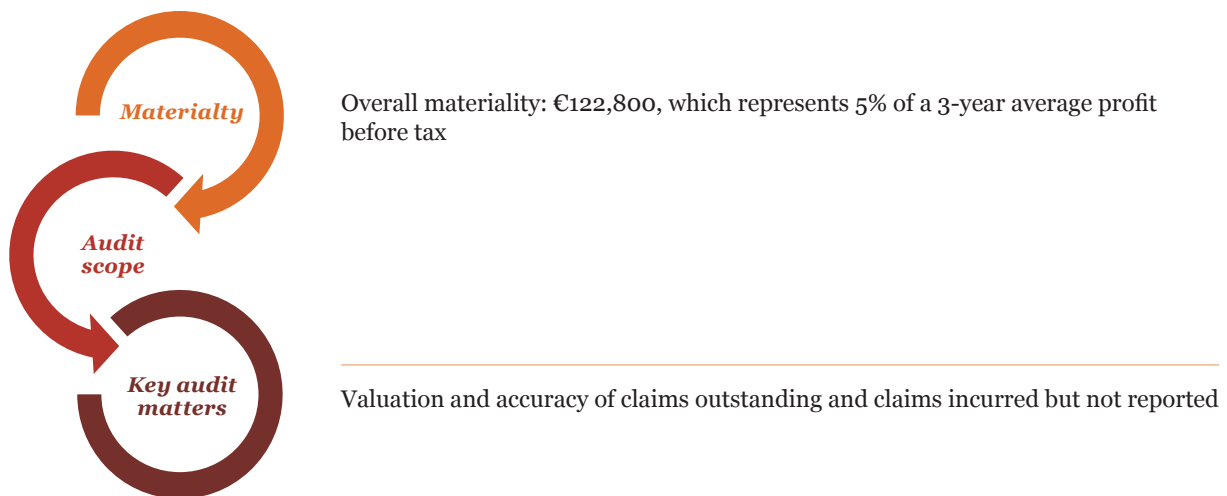 Materialty
Overall materiality: €122,800, which represents 5% of a 3-year average profit
before tax
Audit
scope
Key audit
matters
Valuation and accuracy of claims outstanding and claims incurred but not reported